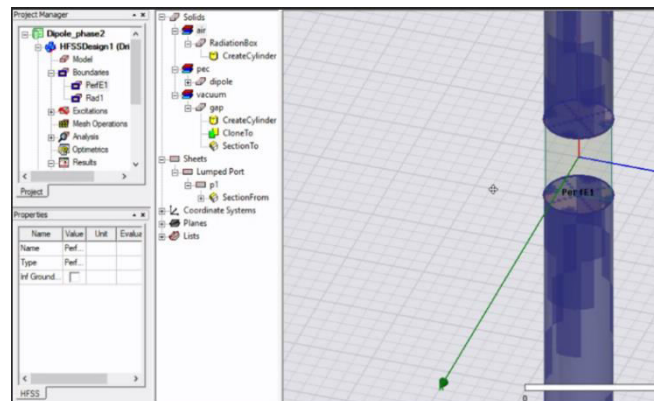 Project Manager
Dipole_phase2
HFSSDesign1 (Dri
Model
Boundaries
PerfE1
Rad1
Excitations
Mesh Operations
Analysis
Optimetrics
Results
Project
Properties
Name Value Unit Evalua
Name Perf...
Type Perf...
Inf Ground...
HFSS
Solids
air
RadiationBox
CreateCylinder
pec
dipole
vacuum
gap
CreateCylinder
CloneTo
SectionTo
Sheets
Lumped Port
p1
SectionFrom
Coordinate Systems
Planes
Lists
PerfE1
0